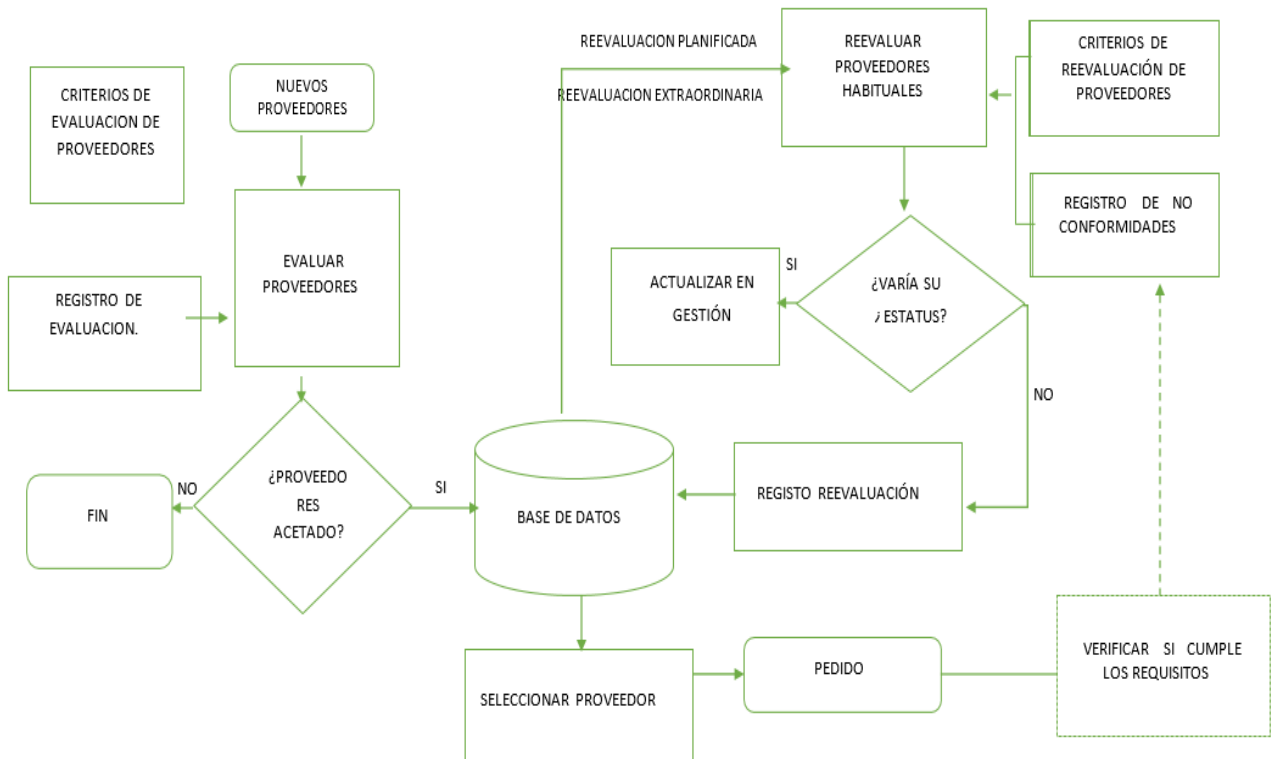 REEVALUACION PLANIFICADA
REEVALUACION EXTRAORDINARIA
REEVALUAR
PROVEEDORES
HABITUALES
CRITERIOS DE
REEVALUACIÓN DE
PROVEEDORES
CRITERIOS DE
EVALUACION DE
PROVEEDORES
NUEVOS
PROVEEDORES
REGISTRO DE NO
CONFORMIDADES
EVALUAR
PROVEEDORES
REGISTRO DE
EVALUACION.
ACTUALIZAR EN
GESTIÓN
SI
¿VARÍA SU
¿ ESTATUS?
NO
¿PROVEEDO
RES
ACETADO?
NO
SI
FIN
BASE DE DATOS
REGISTO REEVALUACIÓN
SELECCIONAR PROVEEDOR
PEDIDO
VERIFICAR SI CUMPLE
LOS REQUISITOS